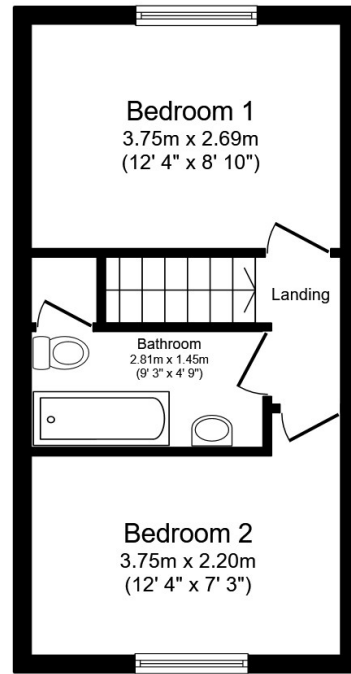 Bedroom 1
3.75m x 2.69m
(12' 4" x 8' 10")
Landing
Bathroom
2.81m x 1.45m
(9' 3" x 4' 9")
Bedroom 2
3.75m x 2.20m
(12' 4" x 7' 3")